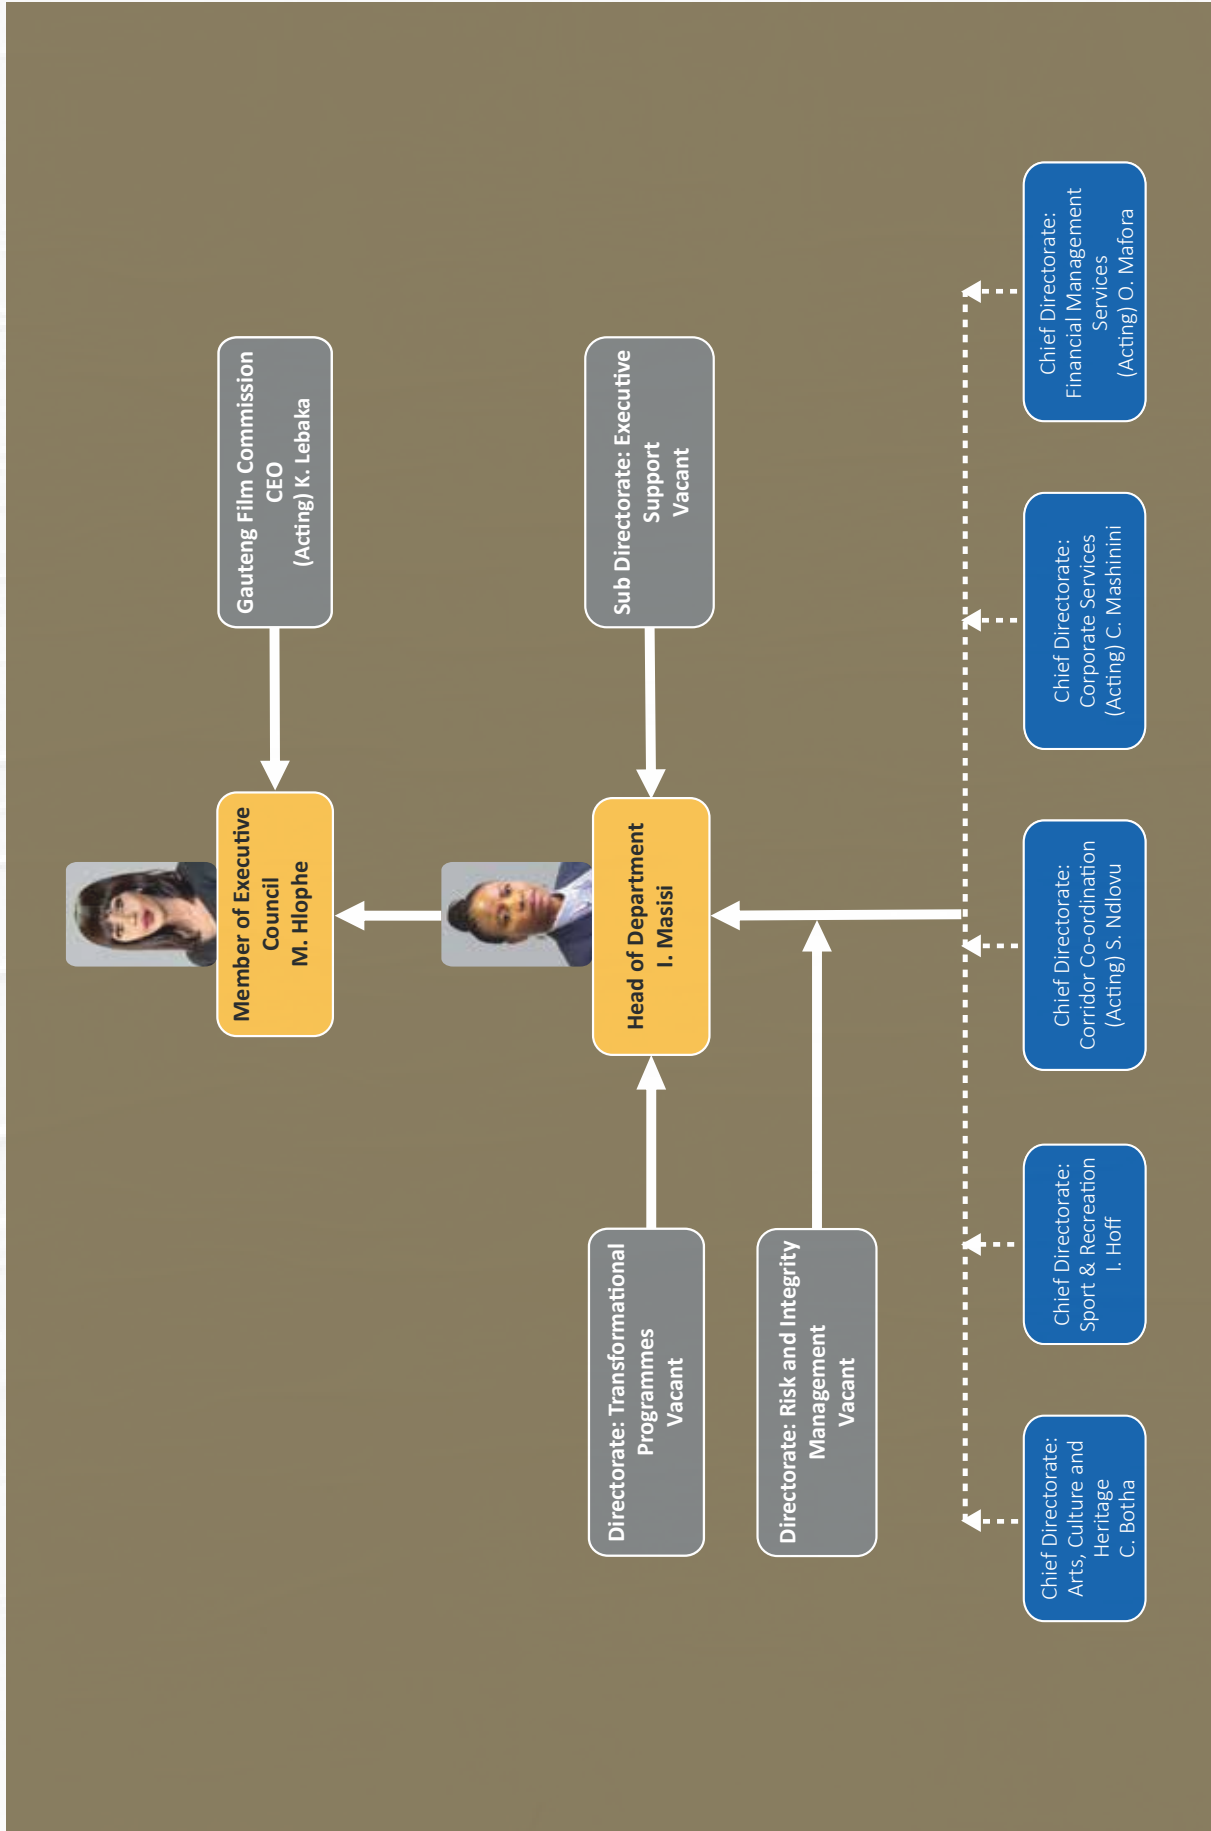 Member of Executive
Council
M. Hlophe
Gauteng Film Commission
CEO
(Acting) K. Lebaka
Head of Department
I. Masisi
Directorate: Transformational
Programmes
Vacant
Sub Directorate: Executive
Support
Vacant
Directorate: Risk and Integrity
Management
Vacant
Chief Directorate:
Arts, Culture and
Heritage
C. Botha
Chief Directorate:
Sport & Recreation
I. Hoff
Chief Directorate:
Corridor Co-ordination
(Acting) S. Ndlovu
Chief Directorate:
Corporate Services
(Acting) C. Mashinini
Chief Directorate:
Financial Management
Services
(Acting) O. Mafora